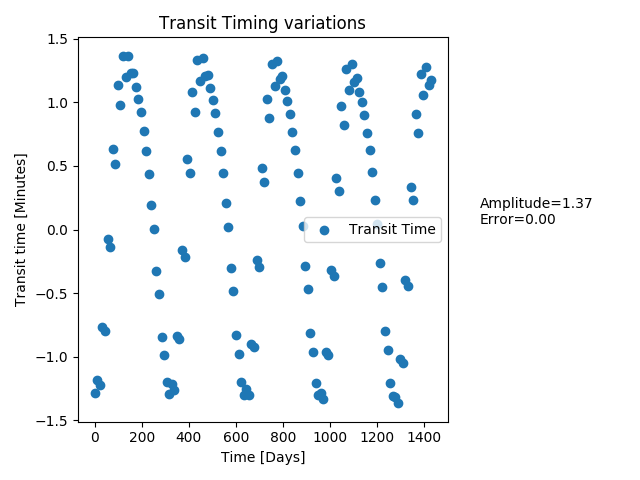 Transit Timing variations
Transit time [Minutes]
1.5
1.0
0.5
0.0
−0.5
−1.0
−1.5
Transit Time
Amplitude=1.37
Error=0.00
0 200 400 600 800 1000 1200 1400
Time [Days]